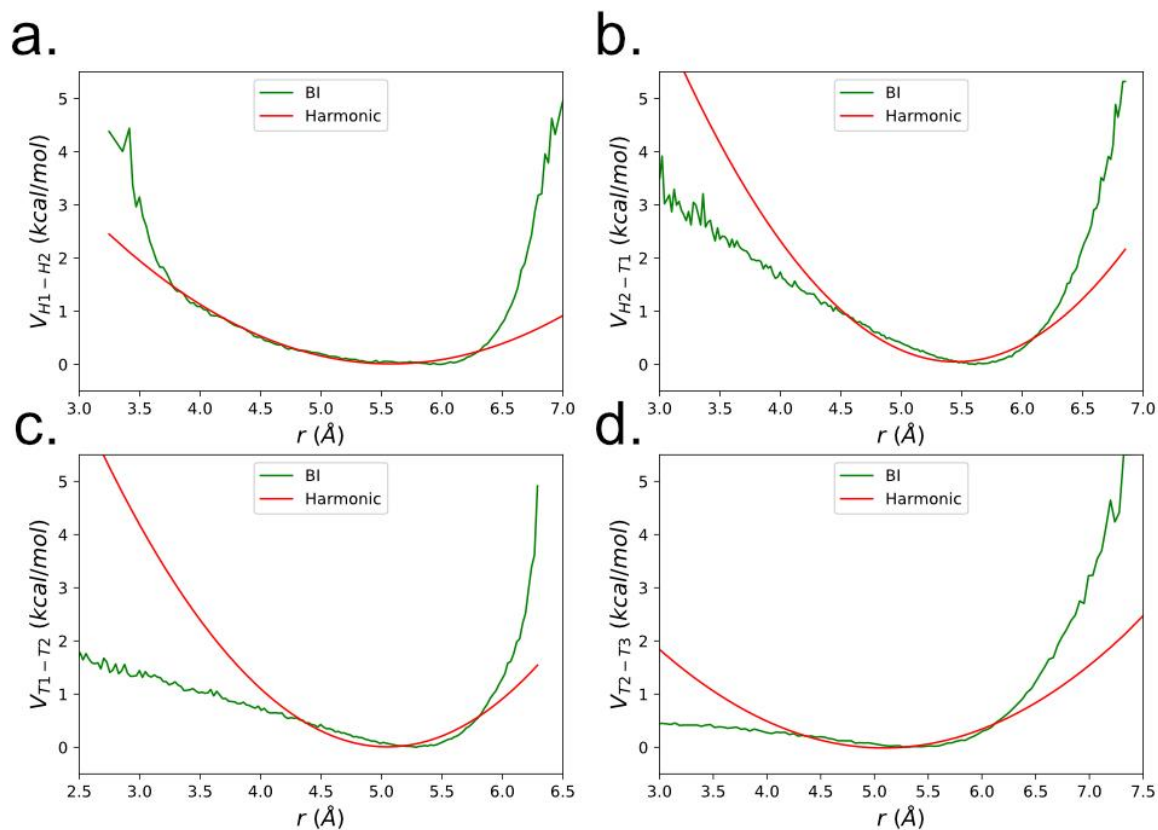 a.
5
4
3
2
1
0
V_{H1-H2} (kcal/mol)
BI
Harmonic
3.0 3.5 4.0 4.5 5.0 5.5 6.0 6.5 7.0
r (Å)
b.
5
4
3
2
1
0
V_{H2-T1} (kcal/mol)
BI
Harmonic
3.0 3.5 4.0 4.5 5.0 5.5 6.0 6.5 7.0
r (Å)
c.
5
4
3
2
1
0
V_{T1-T2} (kcal/mol)
BI
Harmonic
2.5 3.0 3.5 4.0 4.5 5.0 5.5 6.0 6.5
r (Å)
d.
5
4
3
2
1
0
V_{T2-T3} (kcal/mol)
BI
Harmonic
3.0 3.5 4.0 4.5 5.0 5.5 6.0 6.5 7.0 7.5
r (Å)